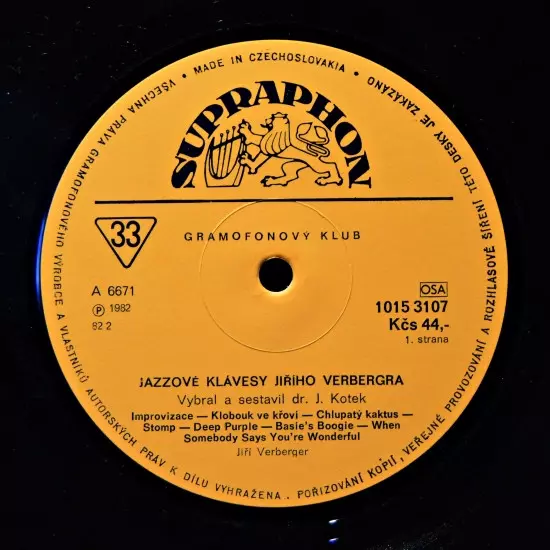 • MADE IN CZECHOSLOVAKIA • VŠECHNA PRÁVA GRAMOFONOVÉHO VÝROBCE A VLASTNÍKŮ AUTORSKÝCH PRÁV K DÍLU VYHRAŽENA. POŘIZOVÁNÍ KOPIÍ, VEŘEJNÉ PROVOZOVÁNÍ A ROZHLASOVÉ ŠÍŘENÍ TÉTO DESKY JE ZAKÁZÁNO
SUPRAPHON
33
GRAMOFONOVÝ KLUB
A 6671
Ⓟ 1982
82 2
OSA
1015 3107
Kčs 44,-
1. strana
JAZZOVÉ KLÁVESY JIŘÍHO VERBERGRA
Vybral a sestavil dr. J. Kotek
Improvizace — Klobouk ve křoví — Chlupatý kaktus —
Stomp — Deep Purple — Basie's Boogie — When
Somebody Says You're Wonderful
Jiří Verberger